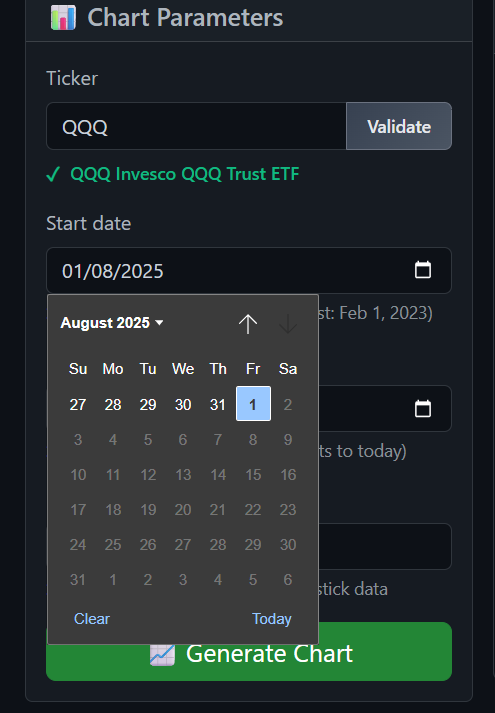 Chart Parameters
Ticker
QQQ Validate
✓ QQQ Invesco QQQ Trust ETF
Start date
01/08/2025
August 2025
st: Feb 1, 2023)
Su Mo Tu We Th Fr Sa
27 28 29 30 31 1 2
3 4 5 6 7 8 9
ts to today)
10 11 12 13 14 15 16
17 18 19 20 21 22 23
24 25 26 27 28 29 30
31 1 2 3 4 5 6
stick data
Clear Today
Generate Chart